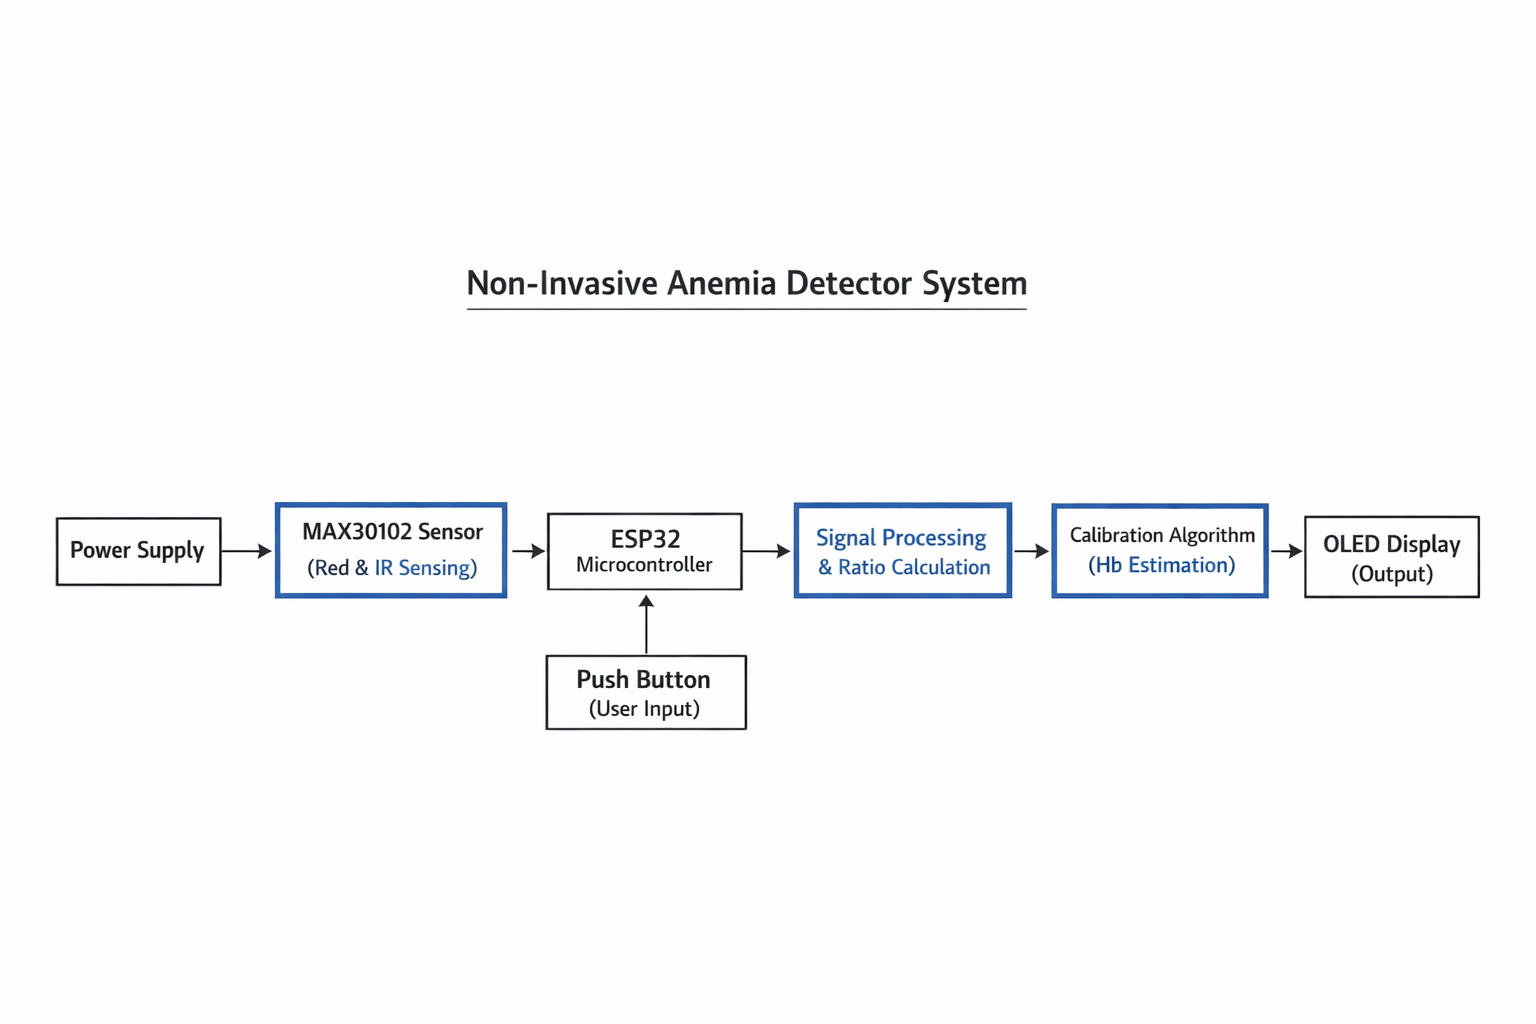 Non-Invasive Anemia Detector System
Power Supply
MAX30102 Sensor
(Red & IR Sensing)
ESP32
Microcontroller
Signal Processing
& Ratio Calculation
Calibration Algorithm
(Hb Estimation)
OLED Display
(Output)
Push Button
(User Input)